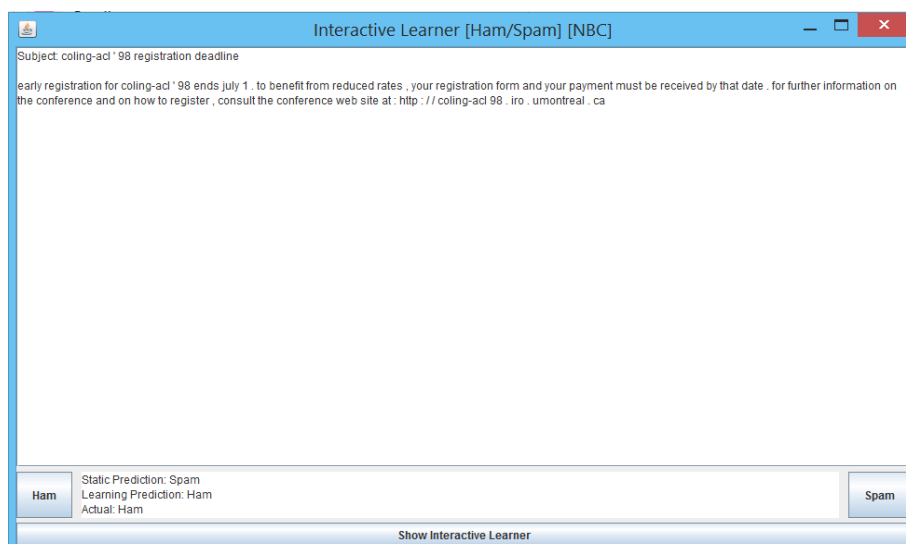 Interactive Learner [Ham/Spam] [NBC]
Subject: coling-acl ' 98 registration deadline
early registration for coling-acl ' 98 ends july 1 . to benefit from reduced rates , your registration form and your payment must be received by that date . for further information on
the conference and on how to register , consult the conference web site at : http : / / coling-acl 98 . iro . umontreal . ca
Static Prediction: Spam
Ham
Learning Prediction: Ham
Spam
Actual: Ham
Show Interactive Learner